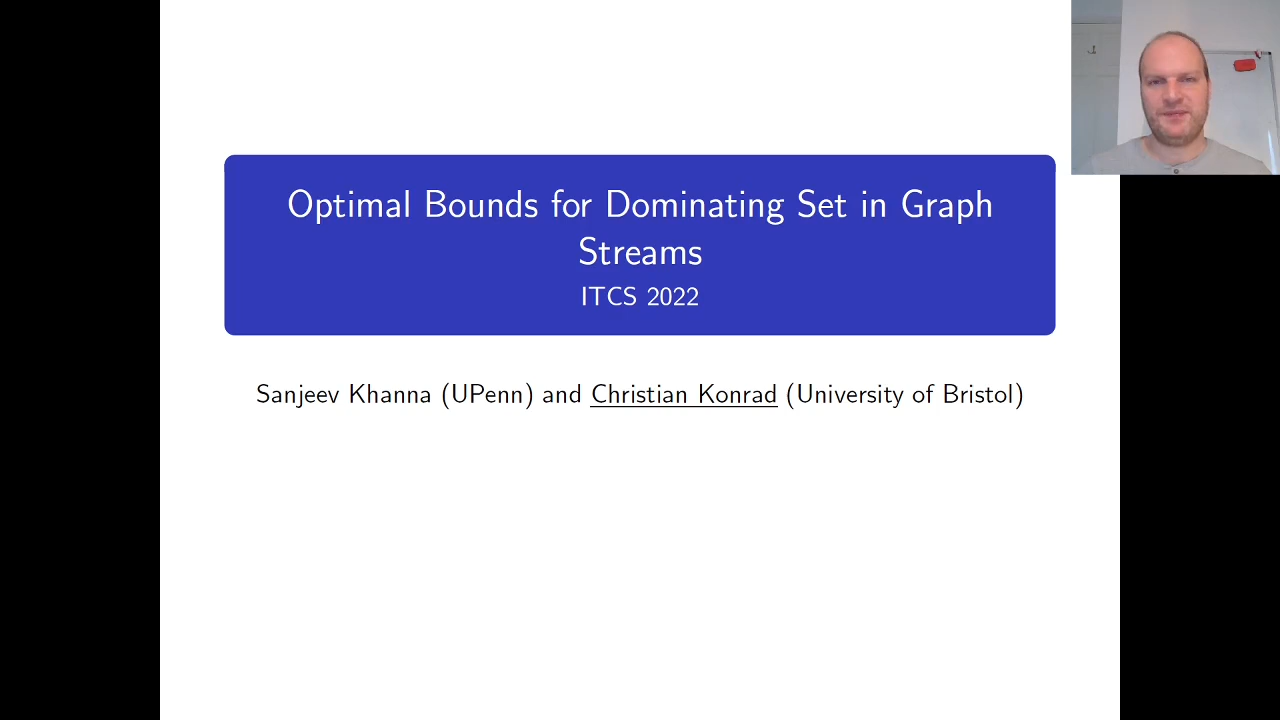 Optimal Bounds for Dominating Set in Graph
Streams
ITCS 2022
Sanjeev Khanna (UPenn) and Christian Konrad (University of Bristol)